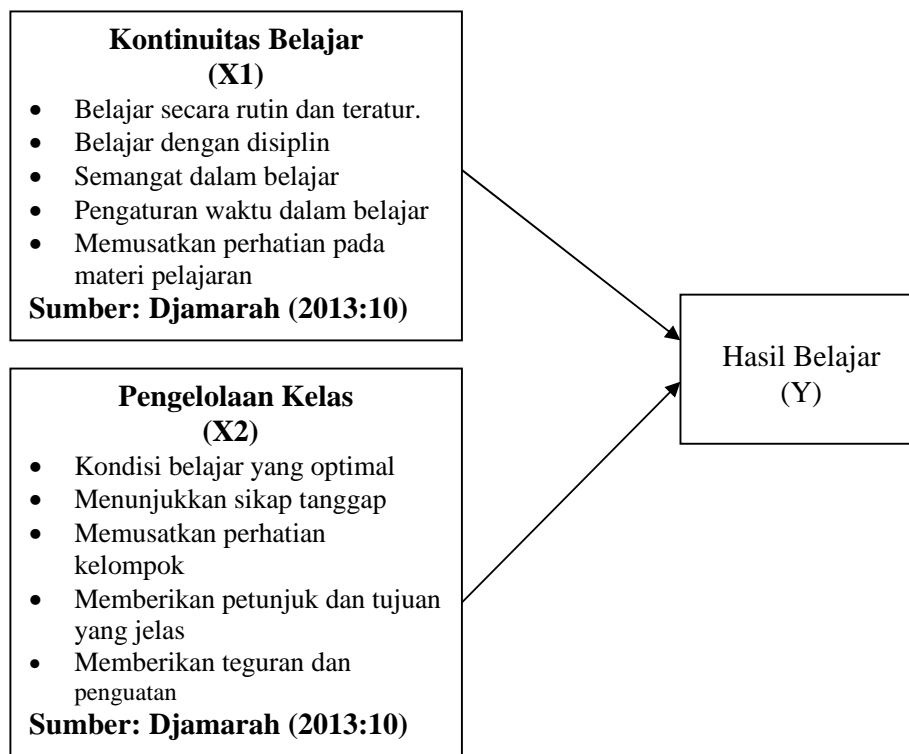 Kontinuitas Belajar
(X1)
• Belajar secara rutin dan teratur.
• Belajar dengan disiplin
• Semangat dalam belajar
• Pengaturan waktu dalam belajar
• Memusatkan perhatian pada
materi pelajaran
Sumber: Djamarah (2013:10)
Pengelolaan Kelas
(X2)
• Kondisi belajar yang optimal
• Menunjukkan sikap tanggap
• Memusatkan perhatian
kelompok
• Memberikan petunjuk dan tujuan
yang jelas
• Memberikan teguran dan
penguatan
Sumber: Djamarah (2013:10)
Hasil Belajar
(Y)